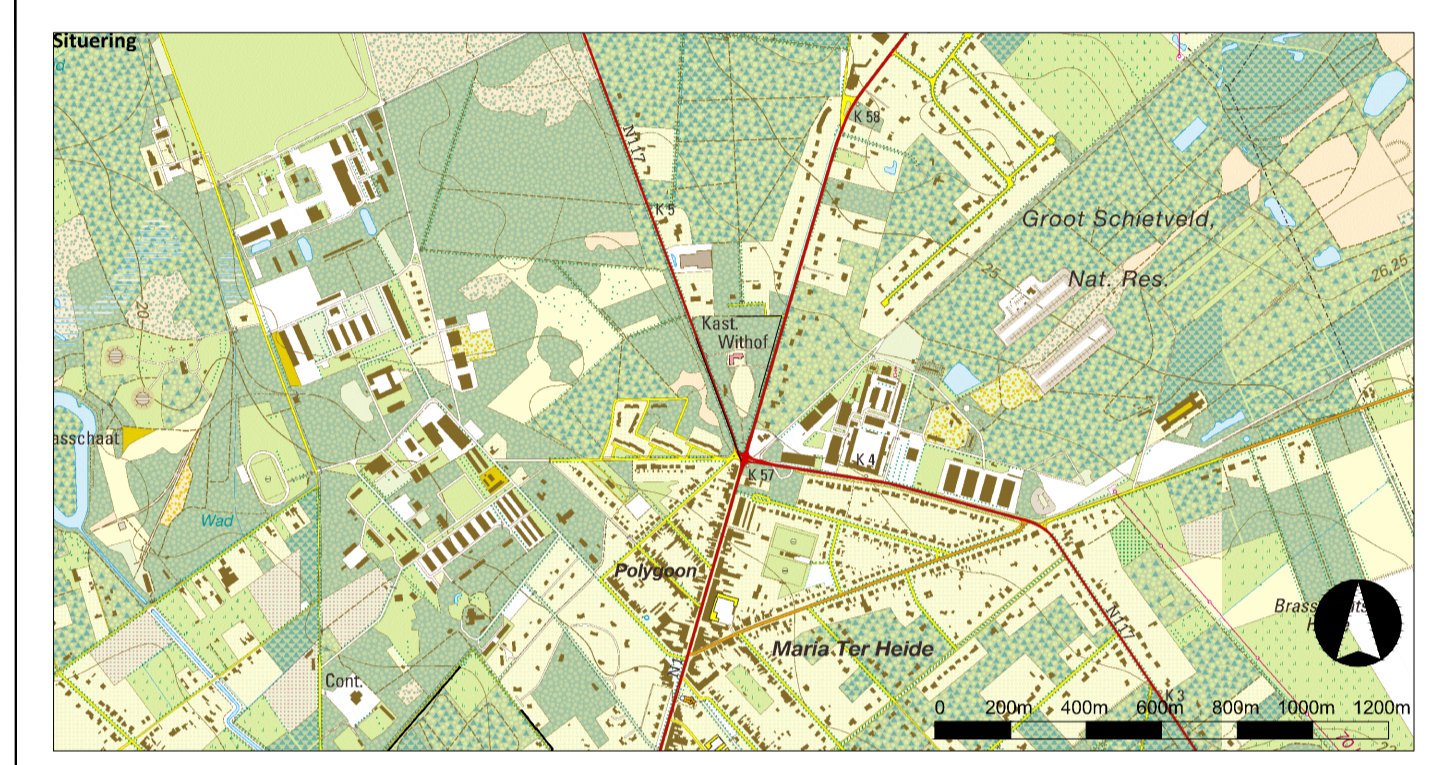 Situering
N117
K 58
K 5
Groot Schietveld,
25
Nat. Res.
26,25
20
Kast.
Withof
asschaat
K 4
K 57
Wad
Polygoon
Maria Ter Heide
N117
N1
Cont.
K 3
0 200m 400m 600m 800m 1000m 1200m